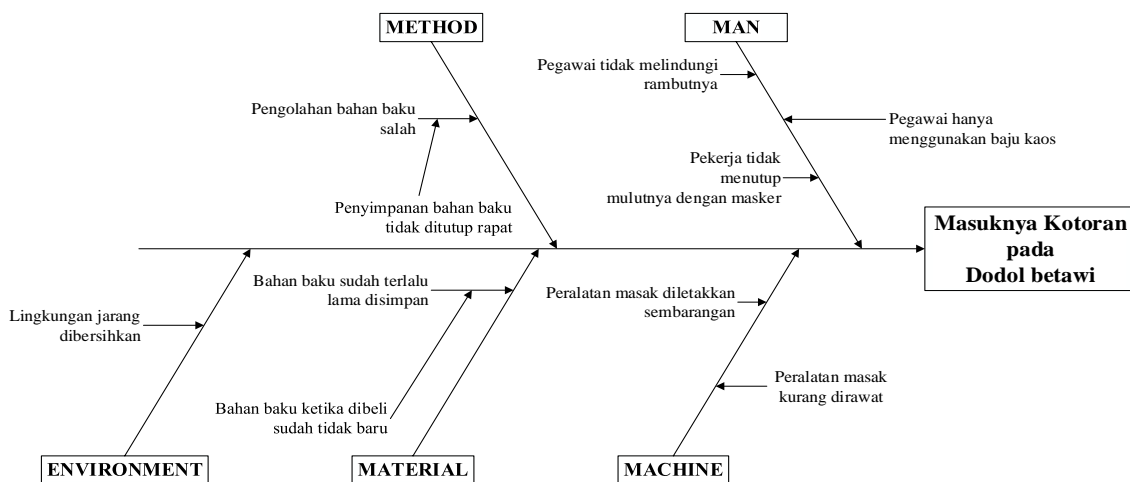 METHOD
MAN
Pegawai tidak melindungi
rambutnya
Pengolahan bahan baku
salah
Pegawai hanya
menggunakan baju kaos
Pekerja tidak
menutup
mulutnya dengan masker
Penyimpanan bahan baku
tidak ditutup rapat
Masuknya Kotoran
pada
Dodol betawi
Bahan baku sudah terlalu
lama disimpan
Peralatan masak diletakkan
sembarangan
Lingkungan jarang
dibersihkan
Peralatan masak
kurang dirawat
Bahan baku ketika dibeli
sudah tidak baru
ENVIRONMENT
MATERIAL
MACHINE